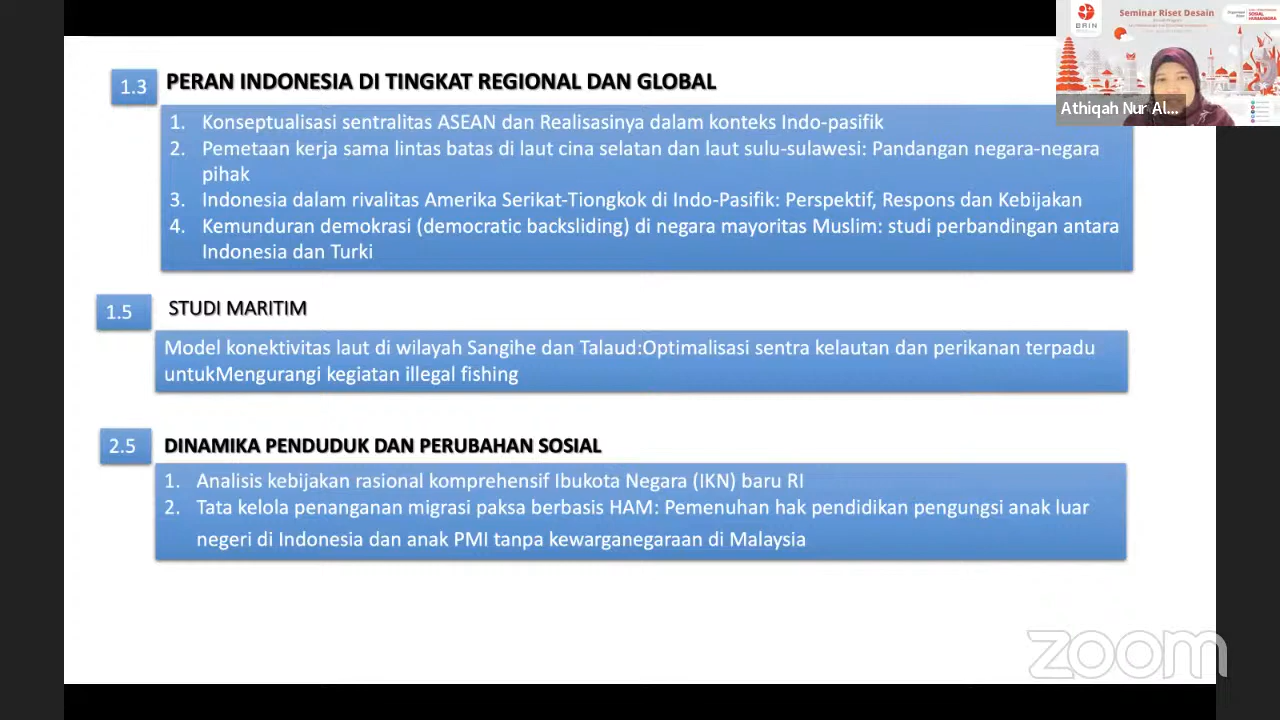 1.3 PERAN INDONESIA DI TINGKAT REGIONAL DAN GLOBAL
1. Konseptualisasi sentralitas ASEAN dan Realisasinya dalam konteks Indo-pasifik
2. Pemetaan kerja sama lintas batas di laut cina selatan dan laut sulu-sulawesi: Pandangan negara-negara
pihak
3. Indonesia dalam rivalitas Amerika Serikat-Tiongkok di Indo-Pasifik: Perspektif, Respons dan Kebijakan
4. Kemunduran demokrasi (democratic backsliding) di negara mayoritas Muslim: studi perbandingan antara
Indonesia dan Turki
1.5 STUDI MARITIM
Model konektivitas laut di wilayah Sangihe dan Talaud:Optimalisasi sentra kelautan dan perikanan terpadu
untukMengurangi kegiatan illegal fishing
2.5 DINAMIKA PENDUDUK DAN PERUBAHAN SOSIAL
1. Analisis kebijakan rasional komprehensif Ibukota Negara (IKN) baru RI
2. Tata kelola penanganan migrasi paksa berbasis HAM: Pemenuhan hak pendidikan pengungsi anak luar
negeri di Indonesia dan anak PMI tanpa kewarganegaraan di Malaysia
BRIN
Seminar Riset Desain
Athiqah Nur Al...
zoom